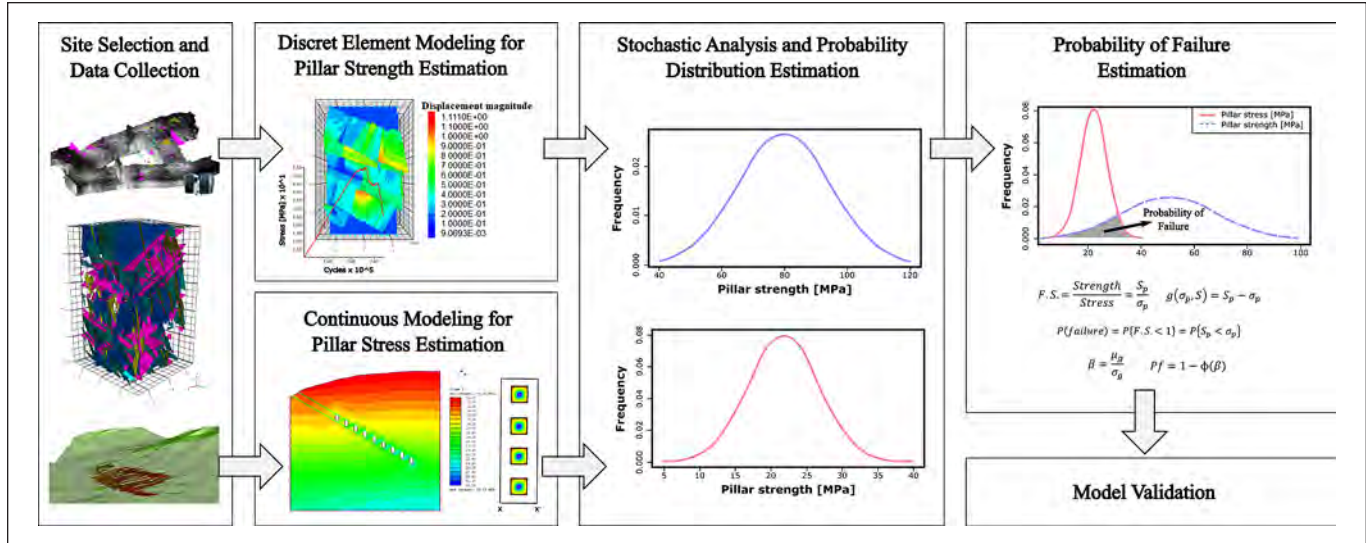 Site Selection and
Data Collection
Discret Element Modeling for
Pillar Strength Estimation
Displacement magnitude
1.1110E+00
1.1000E+00
1.0000E+00
9.0000E-01
8.0000E-01
7.0000E-01
6.0000E-01
5.0000E-01
4.0000E-01
3.0000E-01
2.0000E-01
1.0000E-01
9.0693E-03
Stress [MPa] x 10^1
Cycles x 10^5
Continuous Modeling for
Pillar Stress Estimation
X X'
Stochastic Analysis and Probability
Distribution Estimation
Frequency
0.02
0.01
0.000
40 60 80 100 120
Pillar strength [MPa]
Frequency
0.08
0.06
0.04
0.02
0.000
5 10 15 20 25 30 35 40
Pillar strength [MPa]
Probability of Failure
Estimation
Pillar stress [MPa]
Pillar strength [MPa]
Frequency
0.08
0.06
0.04
0.02
0.000
Probability of
Failure
20 40 60 80 100
F.S.= Strength/Stress = S_p/σ_p g(σ_p, S) = S_p − σ_p
P(failure) = P{F.S.< 1} = P{S_p < σ_p}
β = μ_g/σ_g Pf = 1 − ϕ(β)
Model Validation